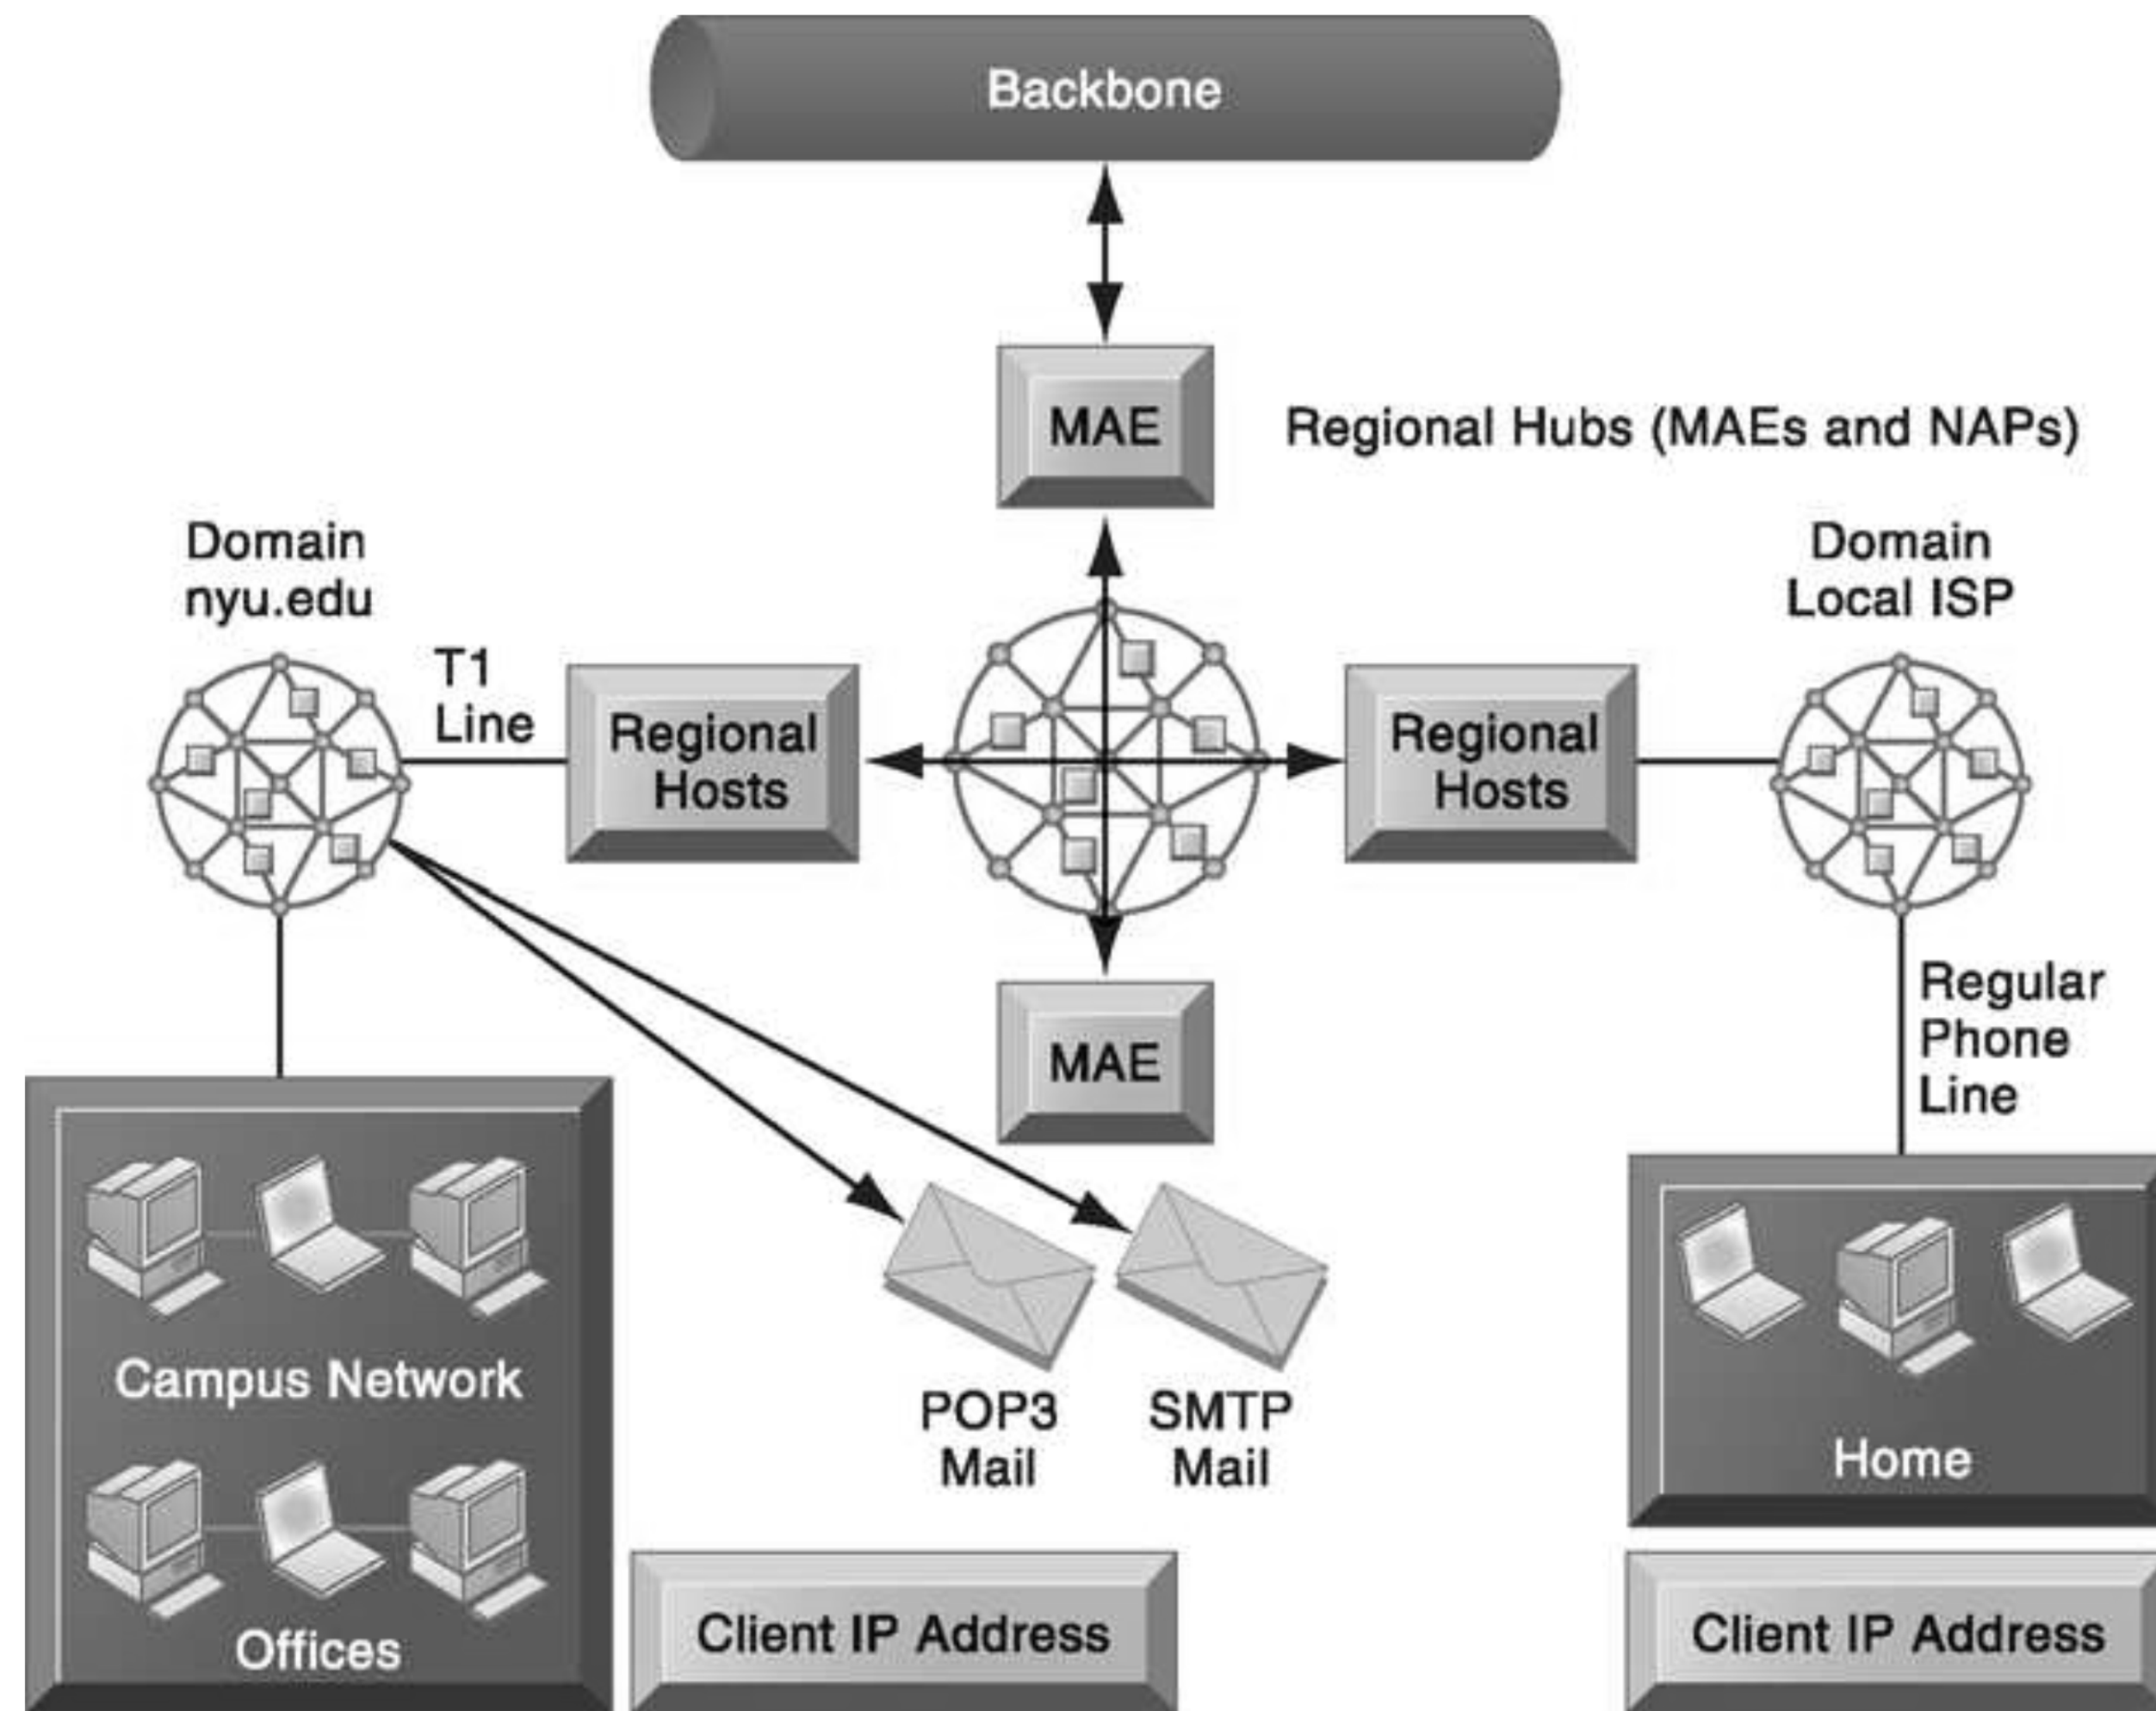 Backbone
MAE
Regional Hubs (MAEs and NAPs)
Domain
nyu.edu
Domain
Local ISP
T1
Line
Regional
Hosts
Regional
Hosts
MAE
Regular
Phone
Line
Campus Network
Offices
POP3
Mail
SMTP
Mail
Home
Client IP Address
Client IP Address